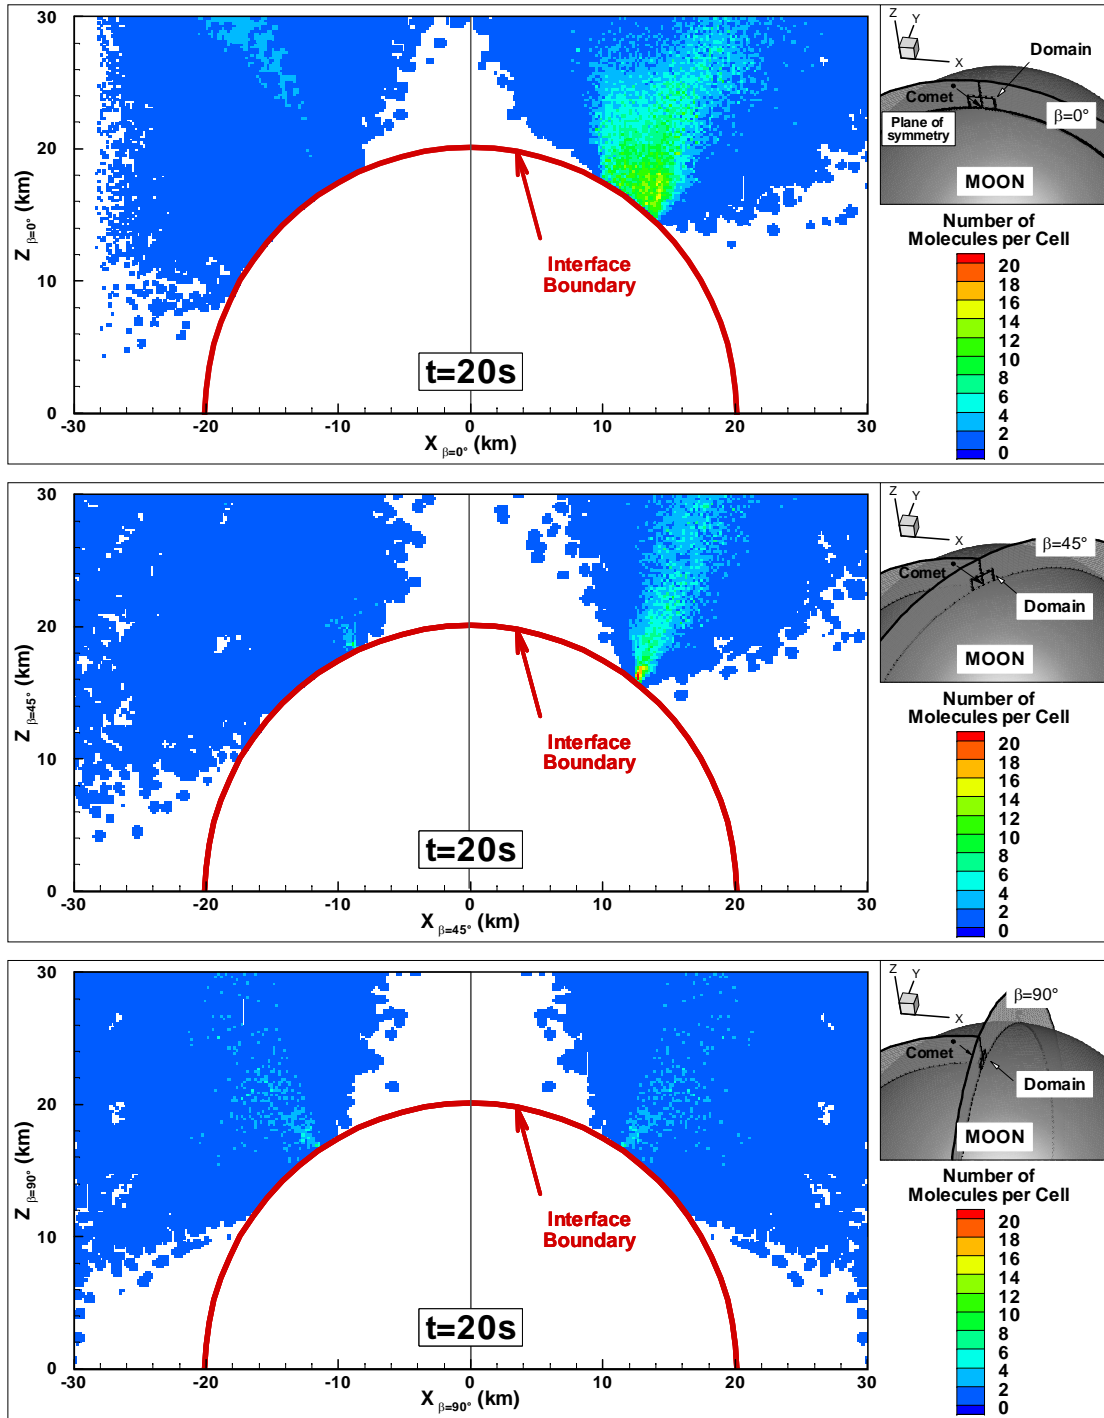 30
20
10
0
Z β=0° (km)
-30 -20 -10 0 10 20 30
X β=0° (km)
Interface
Boundary
t=20s
Z
Y
X
Domain
Comet
β=0°
Plane of
symmetry
MOON
Number of
Molecules per Cell
20
18
16
14
12
10
8
6
4
2
0
30
20
10
0
Z β=45° (km)
-30 -20 -10 0 10 20 30
X β=45° (km)
Interface
Boundary
t=20s
Z
Y
X
β=45°
Comet
Domain
MOON
Number of
Molecules per Cell
20
18
16
14
12
10
8
6
4
2
0
30
20
10
0
Z β=90° (km)
-30 -20 -10 0 10 20 30
X β=90° (km)
Interface
Boundary
t=20s
Z
Y
X
β=90°
Comet
Domain
MOON
Number of
Molecules per Cell
20
18
16
14
12
10
8
6
4
2
0